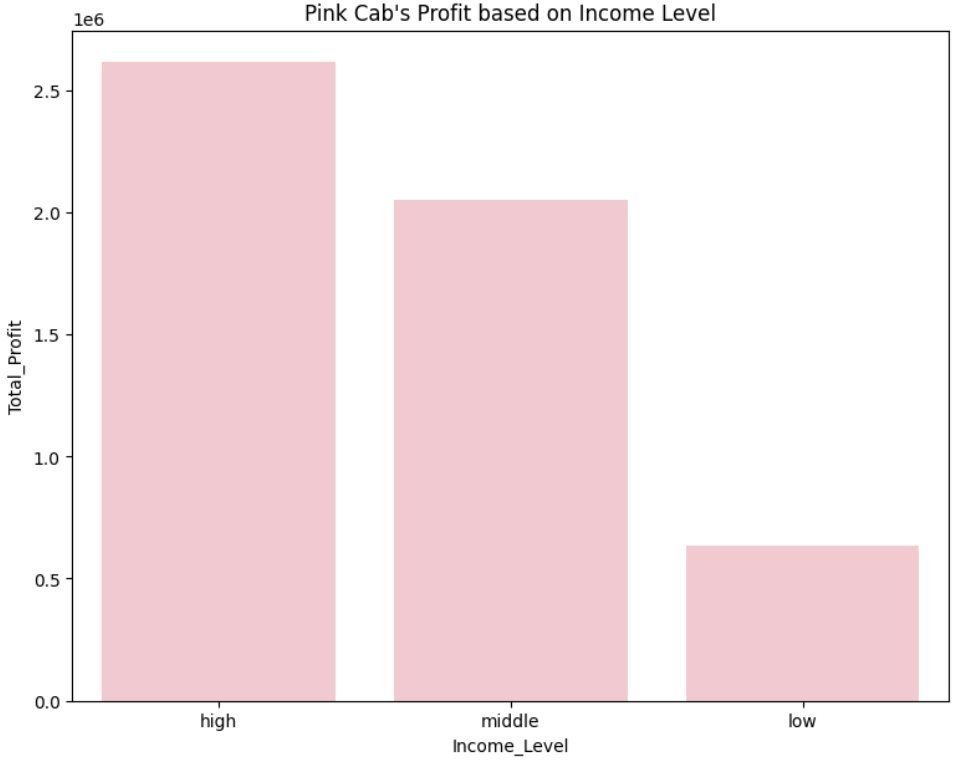 Pink Cab's Profit based on Income Level
1e6
2.5
2.0
1.5
1.0
0.5
0.0
Total_Profit
high middle low
Income_Level